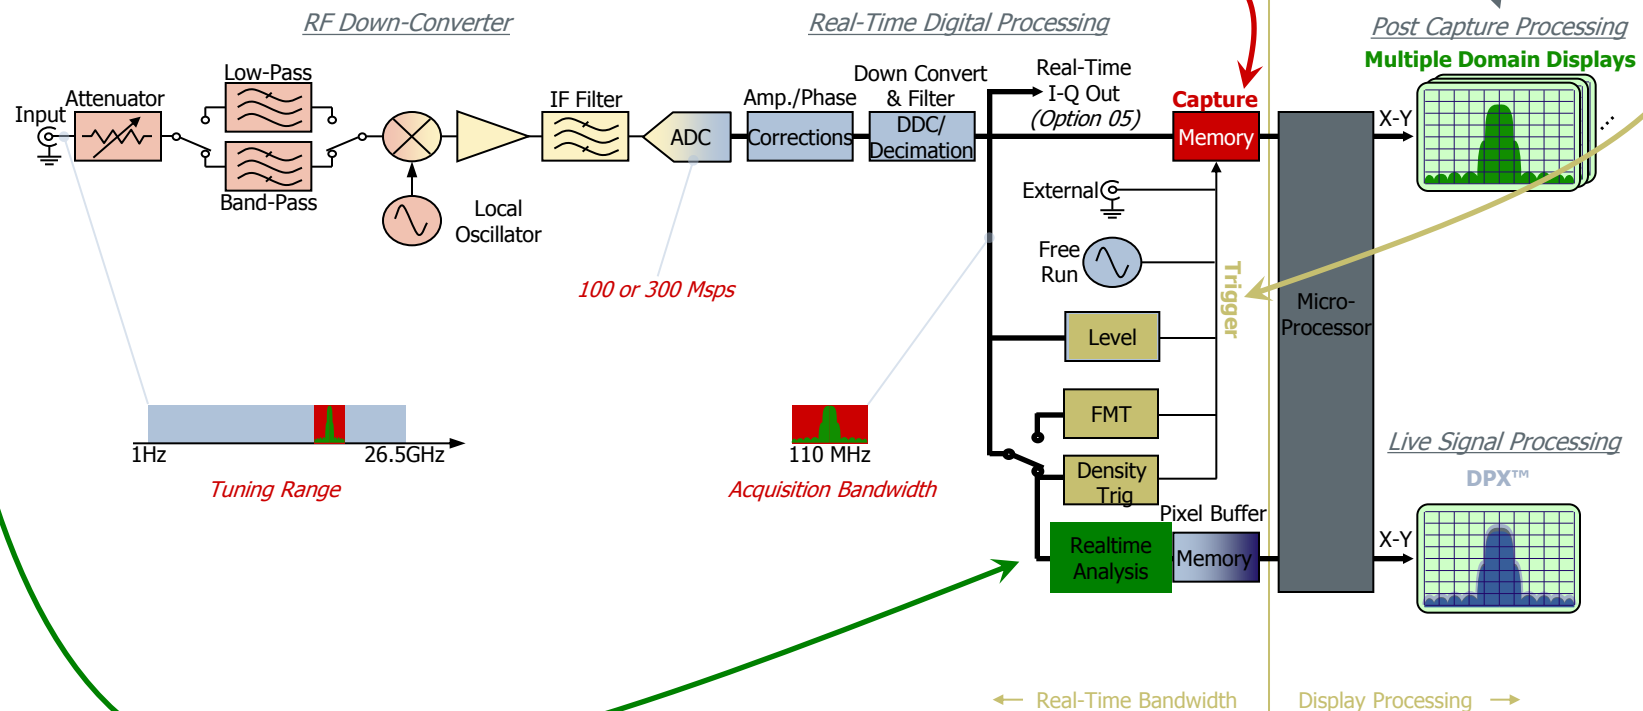 RF Down-Converter
Real-Time Digital Processing
Post Capture Processing
Multiple Domain Displays
Input
Attenuator
Low-Pass
Band-Pass
IF Filter
ADC
Amp./Phase
Corrections
Down Convert
& Filter
DDC/
Decimation
Real-Time
I-Q Out
(Option 05)
Capture
Memory
X-Y
...
Local
Oscillator
100 or 300 Msps
External
Free
Run
Trigger
Level
FMT
Density
Trig
Micro-
Processor
1Hz
26.5GHz
Tuning Range
110 MHz
Acquisition Bandwidth
Live Signal Processing
DPX™
Pixel Buffer
Realtime
Analysis
Memory
X-Y
Real-Time Bandwidth
Display Processing